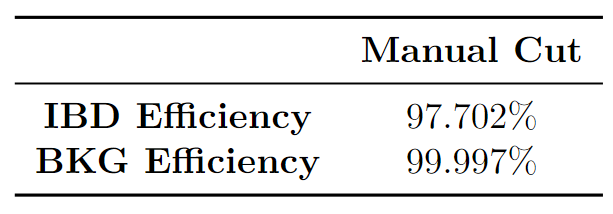 Manual Cut
IBD Efficiency 97.702%
BKG Efficiency 99.997%